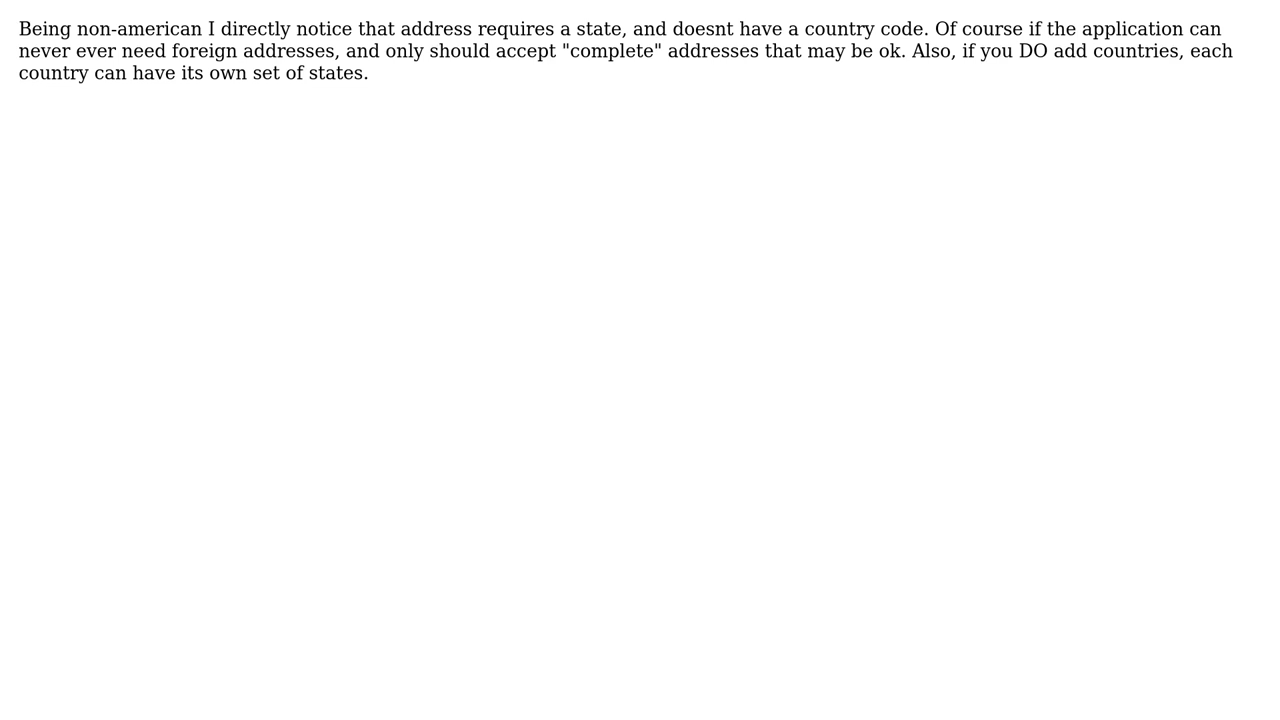 Being non-american I directly notice that address requires a state, and doesnt have a country code. Of course if the application can
never ever need foreign addresses, and only should accept "complete" addresses that may be ok. Also, if you DO add countries, each
country can have its own set of states.